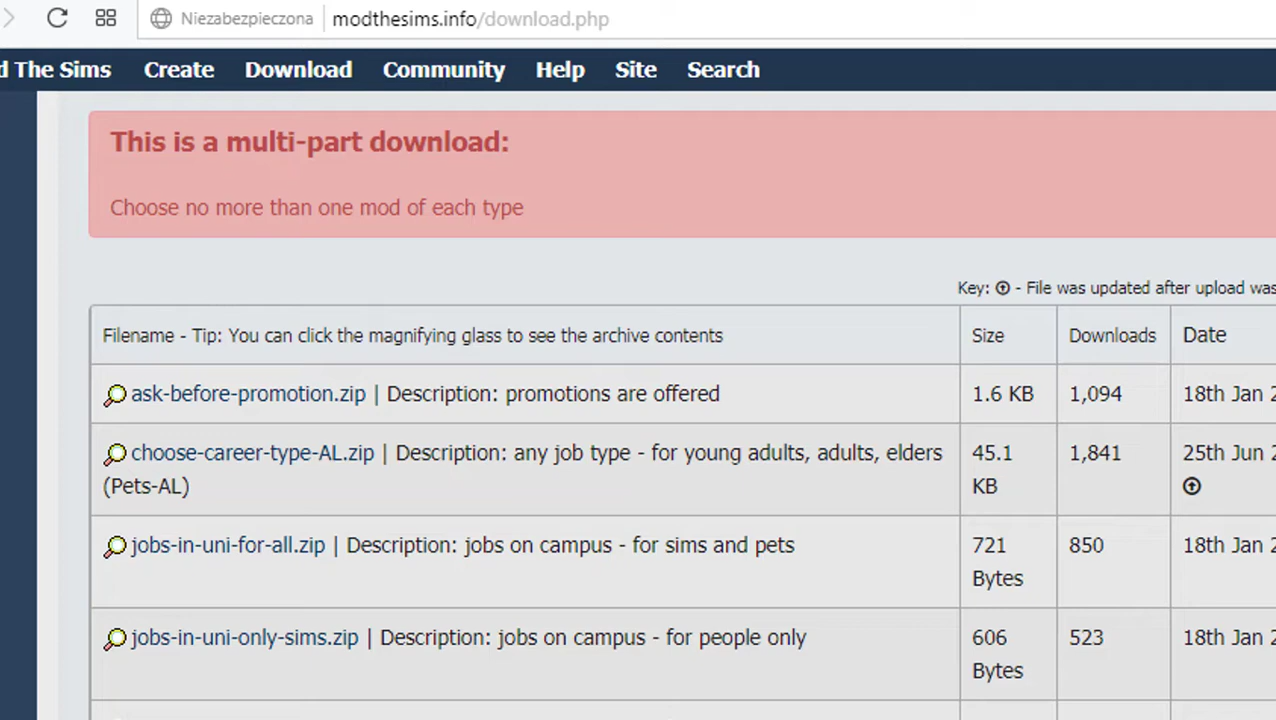 Niezabezpieczona modthesims.info/download.php
d The Sims Create Download Community Help Site Search
This is a multi-part download:
Choose no more than one mod of each type
Key: - File was updated after upload was
Filename - Tip: You can click the magnifying glass to see the archive contents Size Downloads Date
ask-before-promotion.zip | Description: promotions are offered 1.6 KB 1,094 18th Jan 2
choose-career-type-AL.zip | Description: any job type - for young adults, adults, elders 45.1 1,841 25th Jun 2
(Pets-AL) KB
jobs-in-uni-for-all.zip | Description: jobs on campus - for sims and pets 721 850 18th Jan 2
Bytes
jobs-in-uni-only-sims.zip | Description: jobs on campus - for people only 606 523 18th Jan 2
Bytes